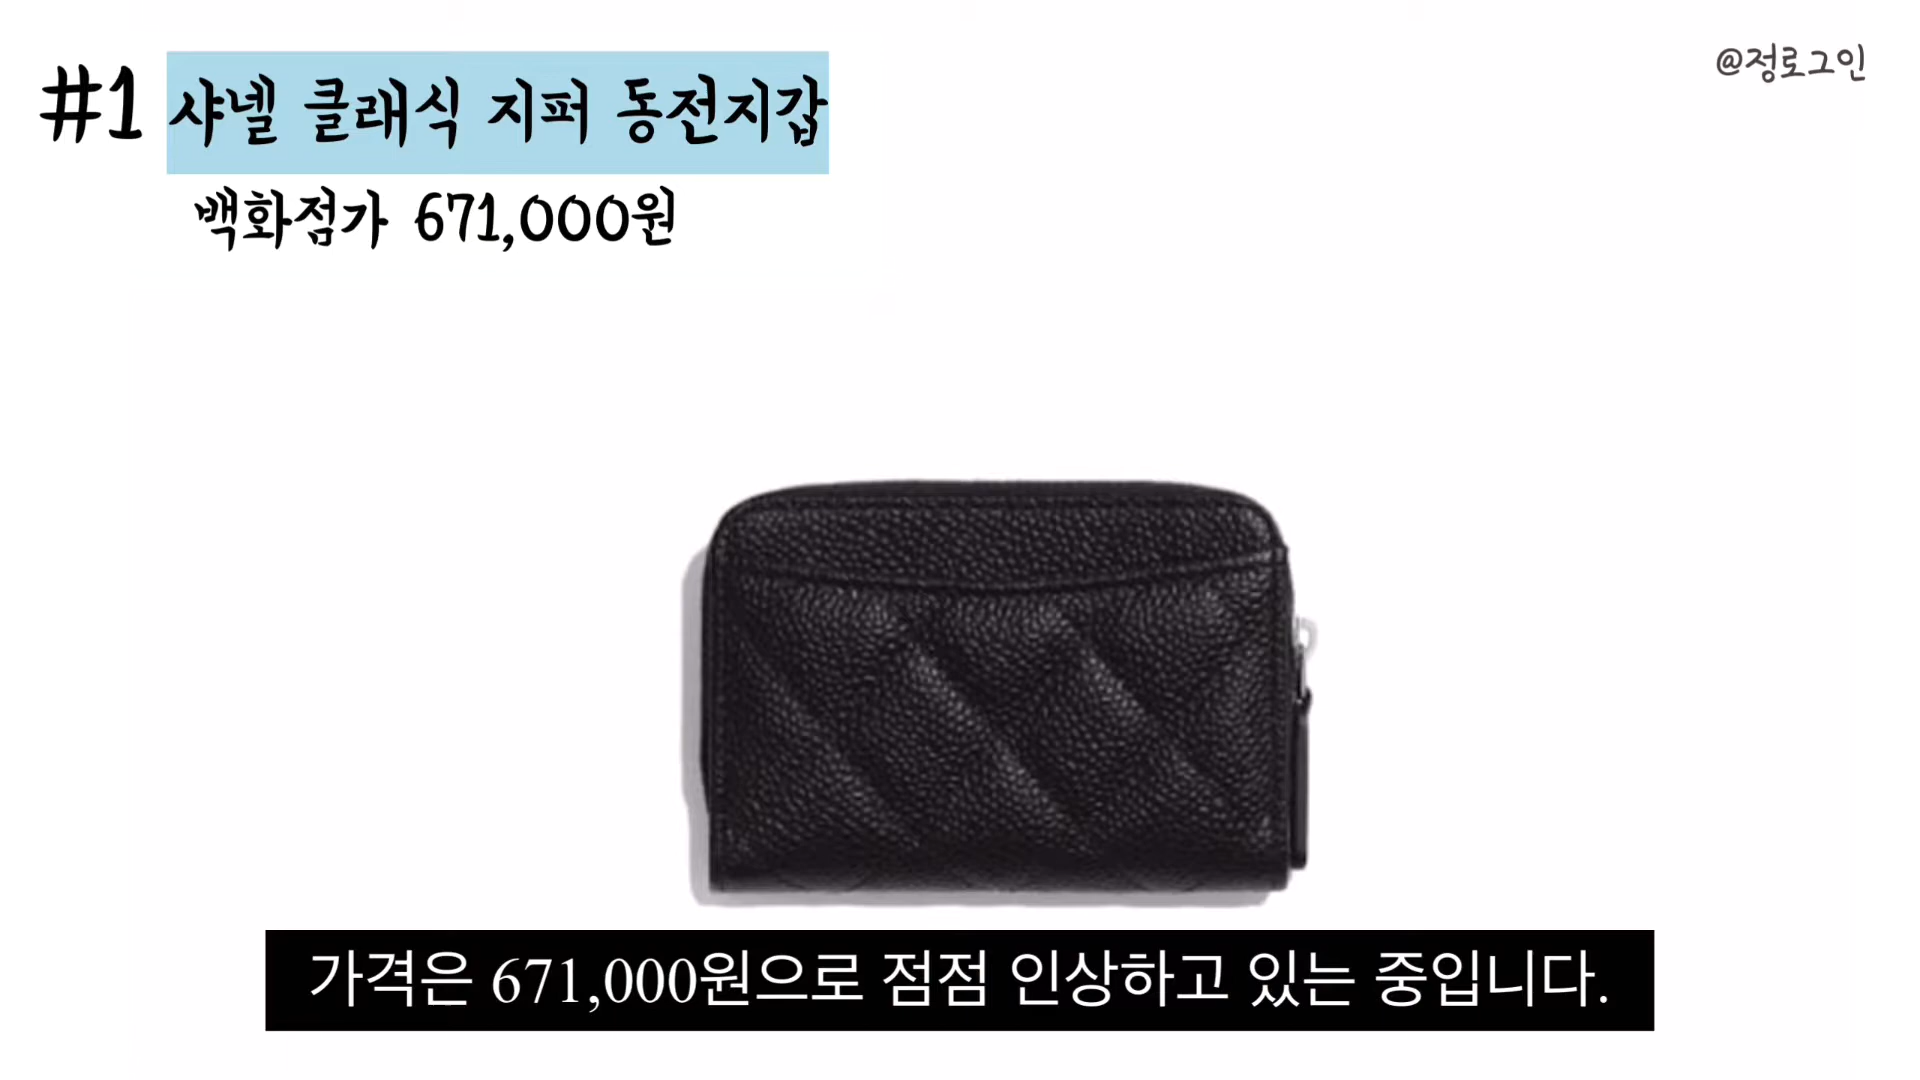 #1 샤넬 클래식 지퍼 동전지갑
@정로그인
백화점가 671,000원
가격은 671,000원으로 점점 인상하고 있는 중입니다.